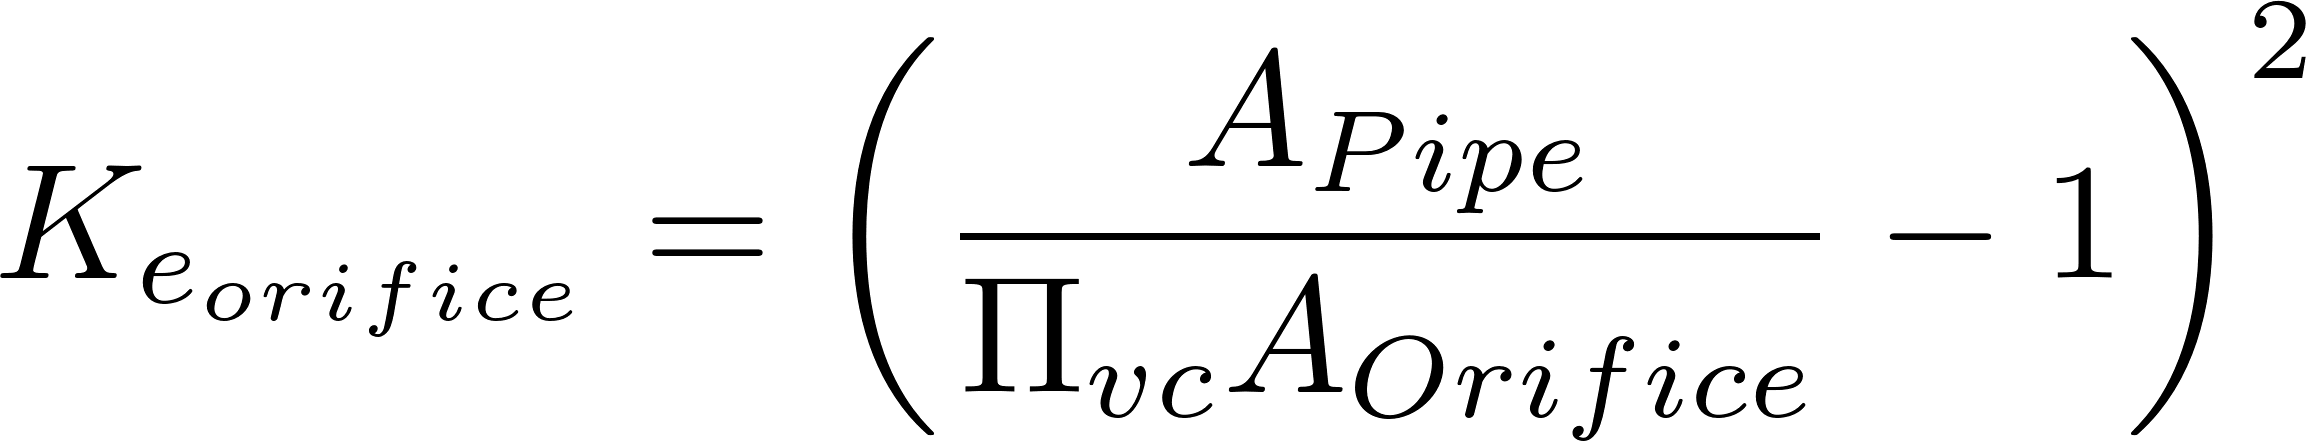 K_{e_{orifice}} = \left( \frac{A_{Pipe}}{\Pi_{vc} A_{Orifice}} - 1 \right)^2